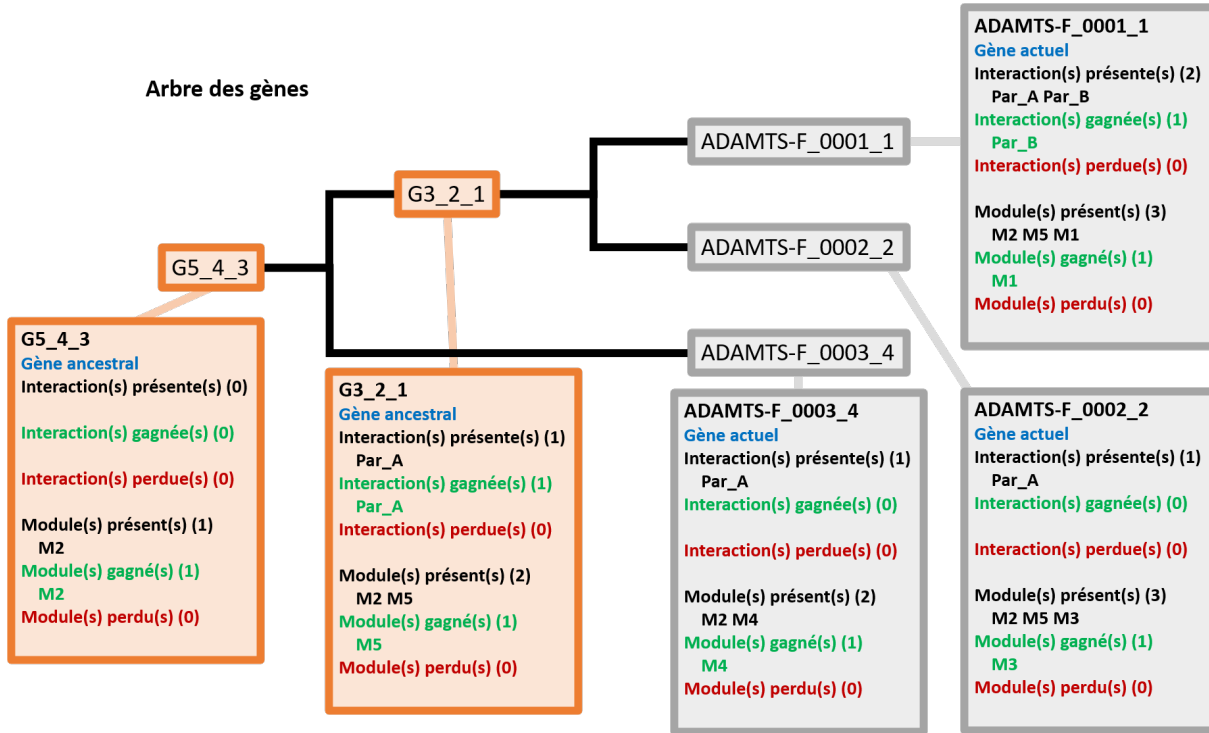 Arbre des gènes
G5_4_3
G3_2_1
ADAMTS-F_0001_1
ADAMTS-F_0002_2
ADAMTS-F_0003_4
G5_4_3
Gène ancestral
Interaction(s) présente(s) (0)
Interaction(s) gagnée(s) (0)
Interaction(s) perdue(s) (0)
Module(s) présent(s) (1)
M2
Module(s) gagné(s) (1)
M2
Module(s) perdu(s) (0)
G3_2_1
Gène ancestral
Interaction(s) présente(s) (1)
Par_A
Interaction(s) gagnée(s) (1)
Par_A
Interaction(s) perdue(s) (0)
Module(s) présent(s) (2)
M2 M5
Module(s) gagné(s) (1)
M5
Module(s) perdu(s) (0)
ADAMTS-F_0003_4
Gène actuel
Interaction(s) présente(s) (1)
Par_A
Interaction(s) gagnée(s) (0)
Interaction(s) perdue(s) (0)
Module(s) présent(s) (2)
M2 M4
Module(s) gagné(s) (1)
M4
Module(s) perdu(s) (0)
ADAMTS-F_0001_1
Gène actuel
Interaction(s) présente(s) (2)
Par_A Par_B
Interaction(s) gagnée(s) (1)
Par_B
Interaction(s) perdue(s) (0)
Module(s) présent(s) (3)
M2 M5 M1
Module(s) gagné(s) (1)
M1
Module(s) perdu(s) (0)
ADAMTS-F_0002_2
Gène actuel
Interaction(s) présente(s) (1)
Par_A
Interaction(s) gagnée(s) (0)
Interaction(s) perdue(s) (0)
Module(s) présent(s) (3)
M2 M5 M3
Module(s) gagné(s) (1)
M3
Module(s) perdu(s) (0)